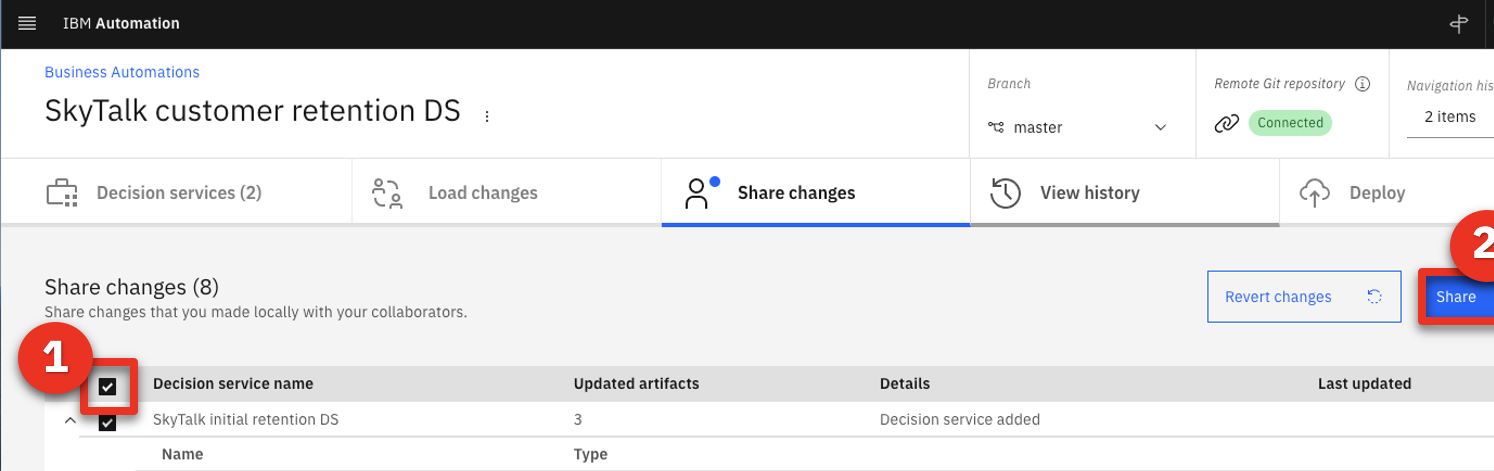 IBM Automation
Business Automations
SkyTalk customer retention DS
Branch
master
Remote Git repository
Connected
Navigation his
2 items
Decision services (2)
Load changes
Share changes
View history
Deploy
Share changes (8)
Share changes that you made locally with your collaborators.
Revert changes
2
Share
1
Decision service name Updated artifacts Details Last updated
SkyTalk initial retention DS 3 Decision service added
Name Type